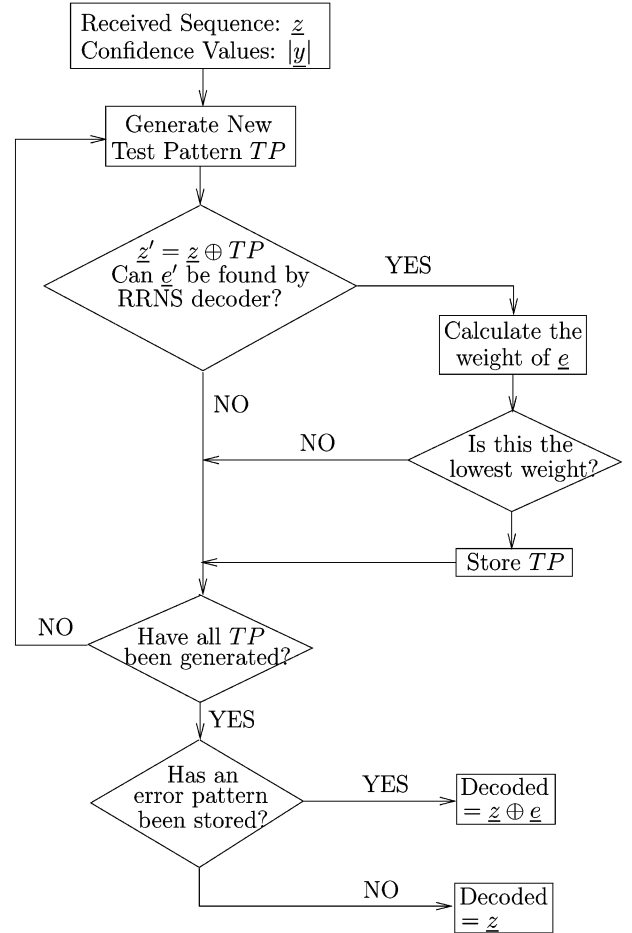 Received Sequence: z
Confidence Values: |y|
Generate New
Test Pattern TP
z′ = z ⊕ TP
Can e′ be found by
RRNS decoder?
YES
Calculate the
weight of e
NO
NO
Is this the
lowest weight?
Store TP
NO
Have all TP
been generated?
YES
Has an
error pattern
been stored?
YES
Decoded
= z ⊕ e
NO
Decoded
= z